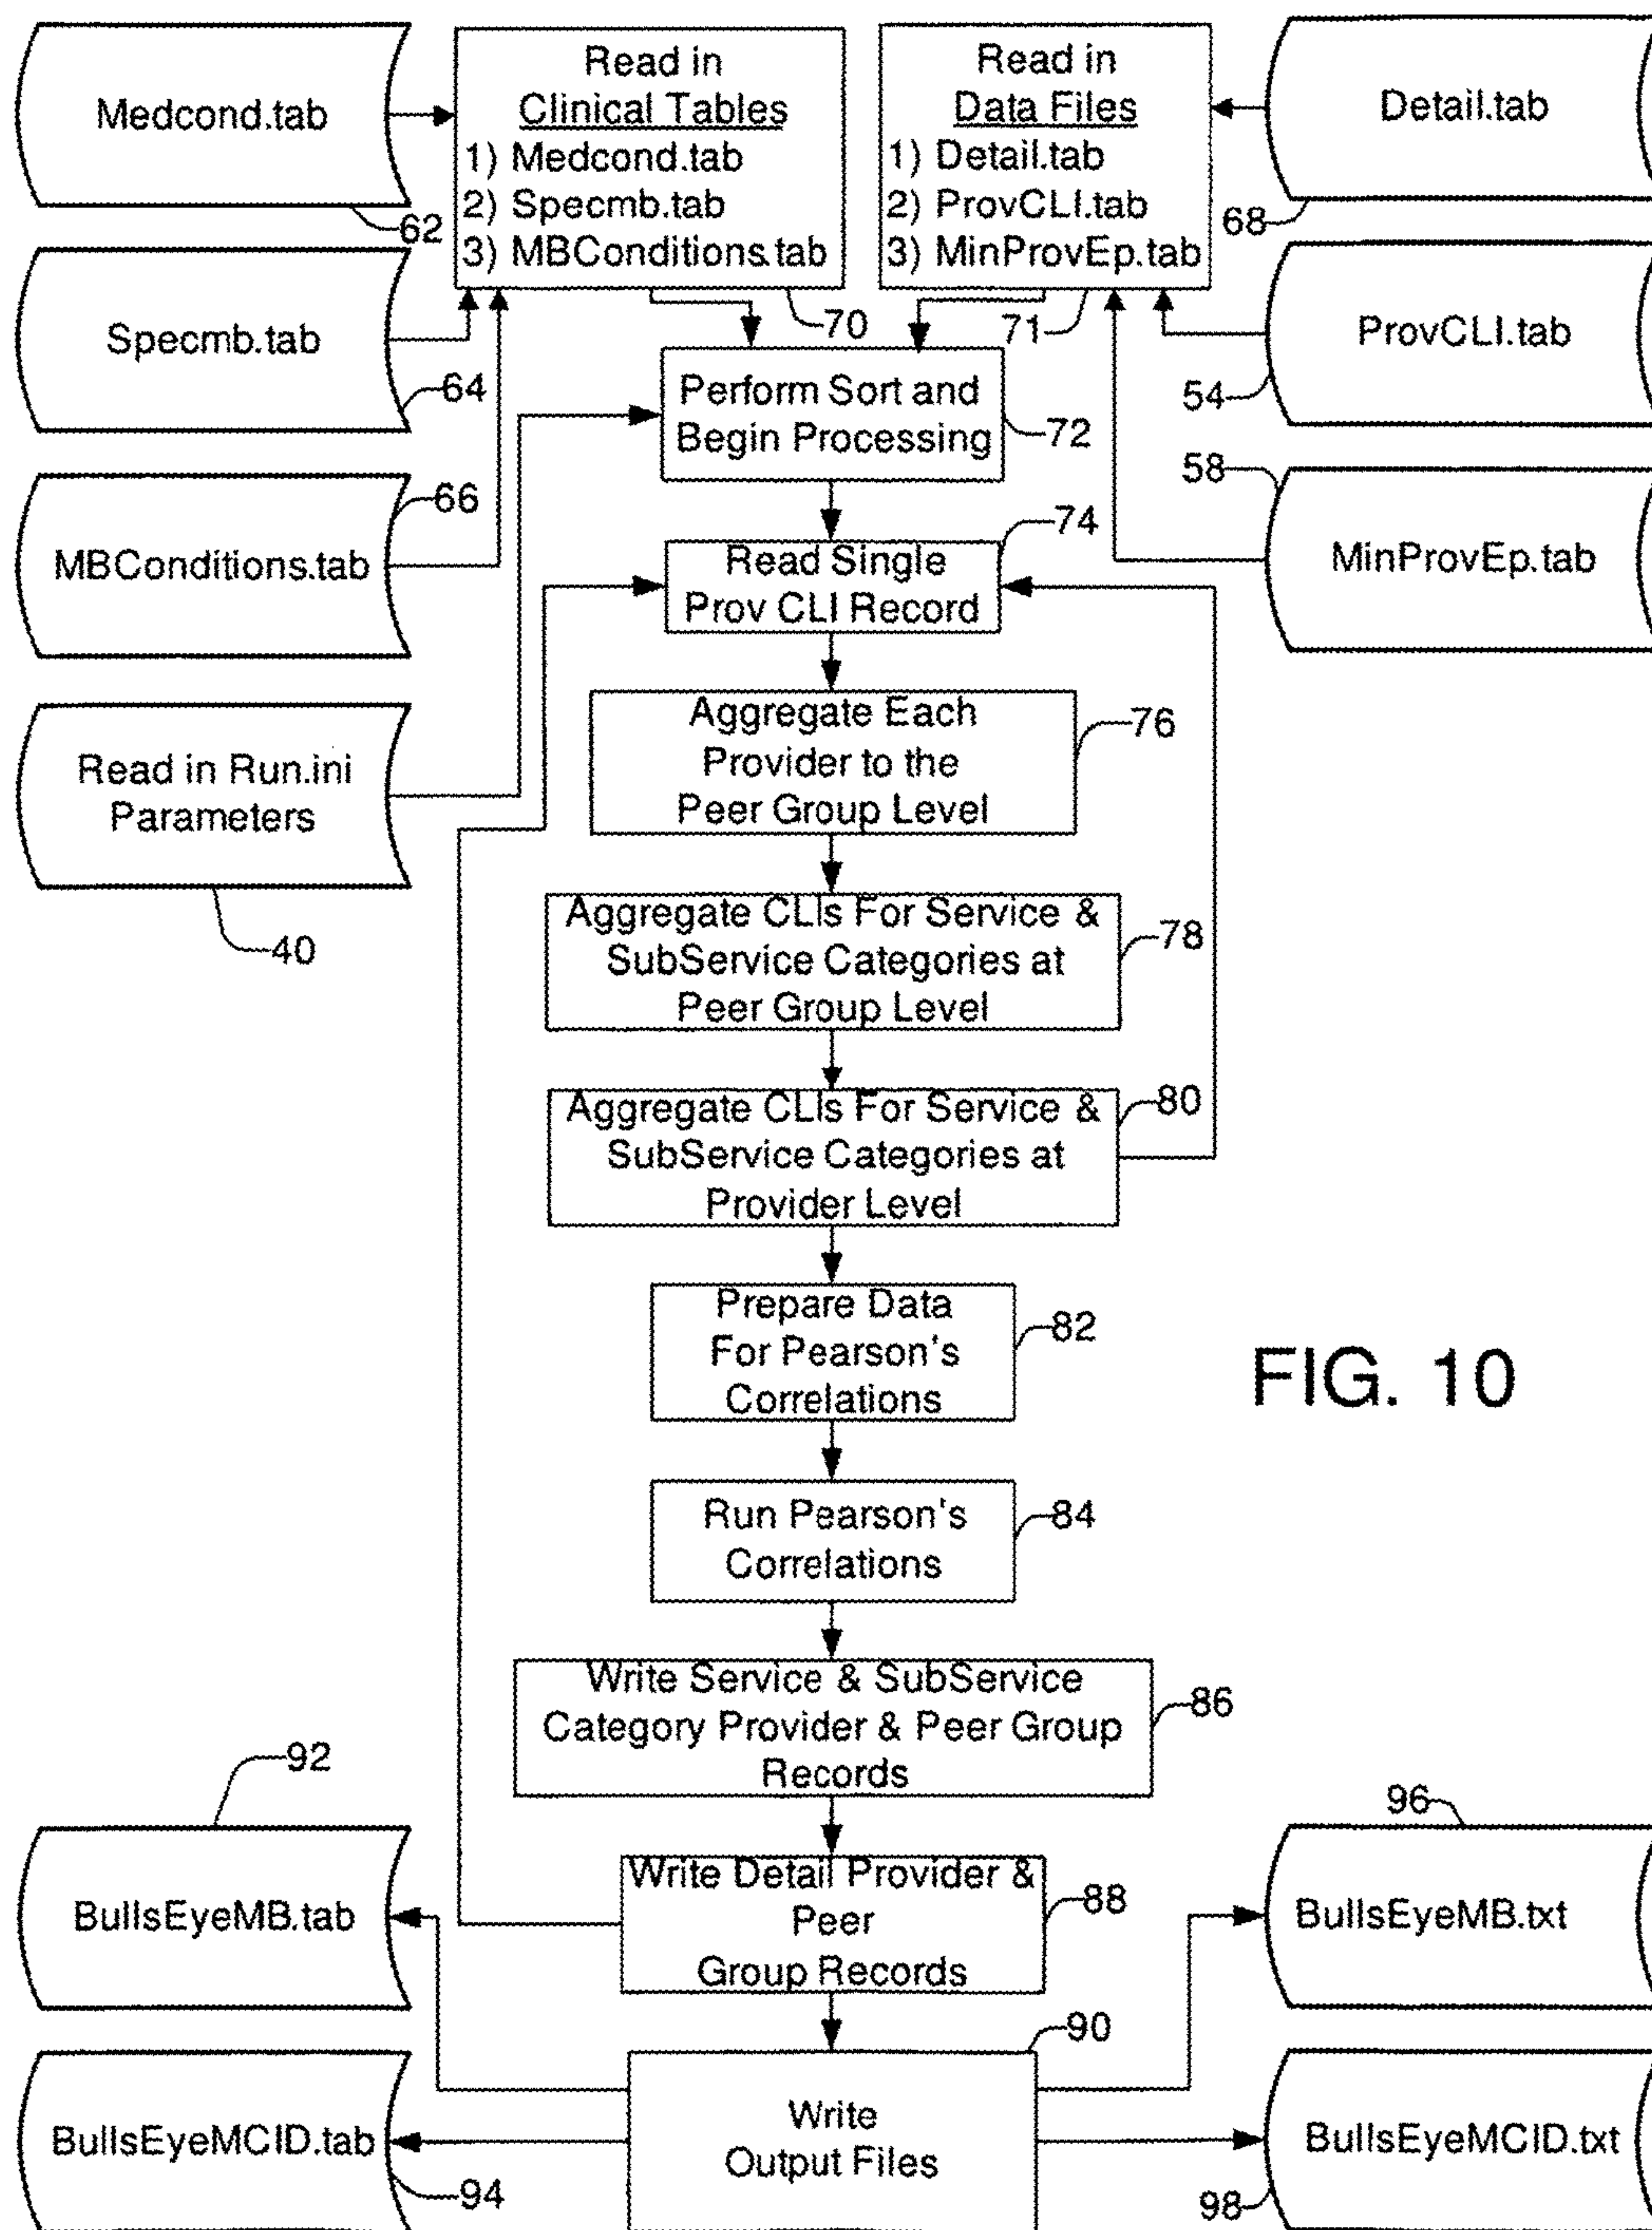 Medcond.tab
62
Read in
Clinical Tables
1) Medcond.tab
2) Specmb.tab
3) MBConditions.tab
70
Read in
Data Files
1) Detail.tab
2) ProvCLI.tab
3) MinProvEp.tab
71
Detail.tab
68
Specmb.tab
64
ProvCLI.tab
54
Perform Sort and
Begin Processing
72
MBConditions.tab
66
58
MinProvEp.tab
74
Read Single
Prov CLI Record
Read in Run.ini
Parameters
40
Aggregate Each
Provider to the
Peer Group Level
76
Aggregate CLIs For Service &
SubService Categories at
Peer Group Level
78
Aggregate CLIs For Service &
SubService Categories at
Provider Level
80
Prepare Data
For Pearson's
Correlations
82
FIG. 10
Run Pearson's
Correlations
84
Write Service & SubService
Category Provider & Peer Group
Records
86
92
BullsEyeMB.tab
96
BullsEyeMB.txt
Write Detail Provider &
Peer
Group Records
88
90
Write
Output Files
BullsEyeMCID.tab
94
BullsEyeMCID.txt
98